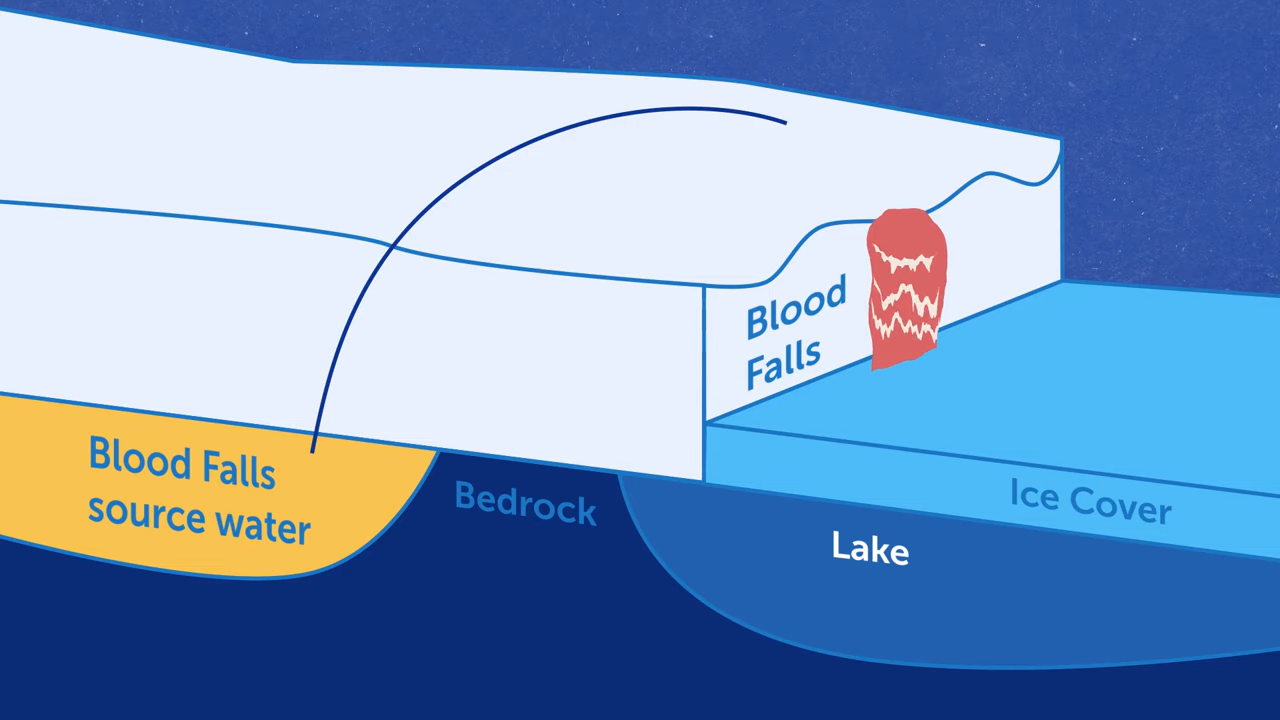 Blood
Falls
Blood Falls
source water
Bedrock
Ice Cover
Lake